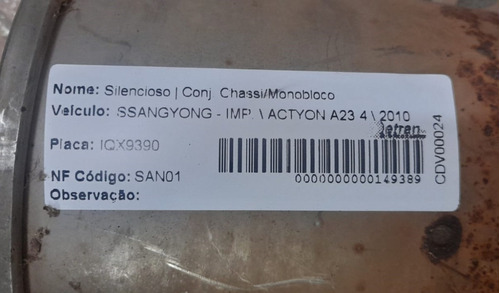 Nome: Silencioso | Conj. Chassi/Monobloco
Veículo: SSANGYONG - IMP. \ ACTYON A23 4 \ 2010
Detran
Placa: IQX9390
NF Código: SAN01
0000000000149389
Observação:
CDV00024